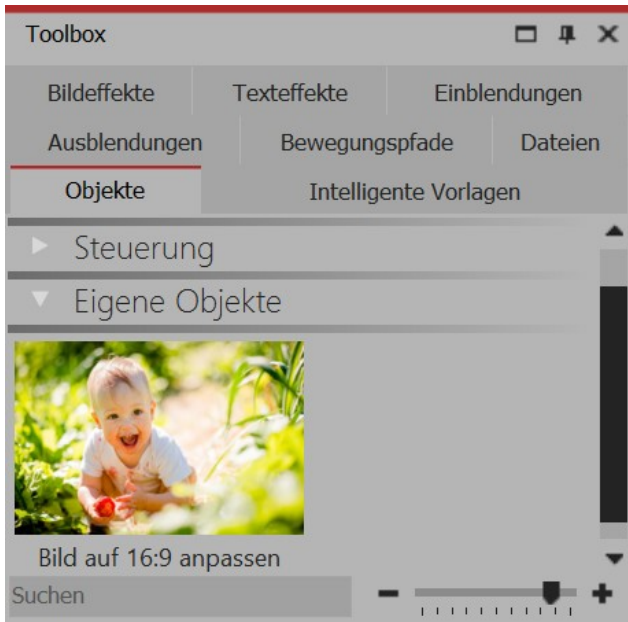 Toolbox
Bildeffekte Texteffekte Einblendungen
Ausblendungen Bewegungspfade Dateien
Objekte Intelligente Vorlagen
Steuerung
Eigene Objekte
Bild auf 16:9 anpassen
Suchen